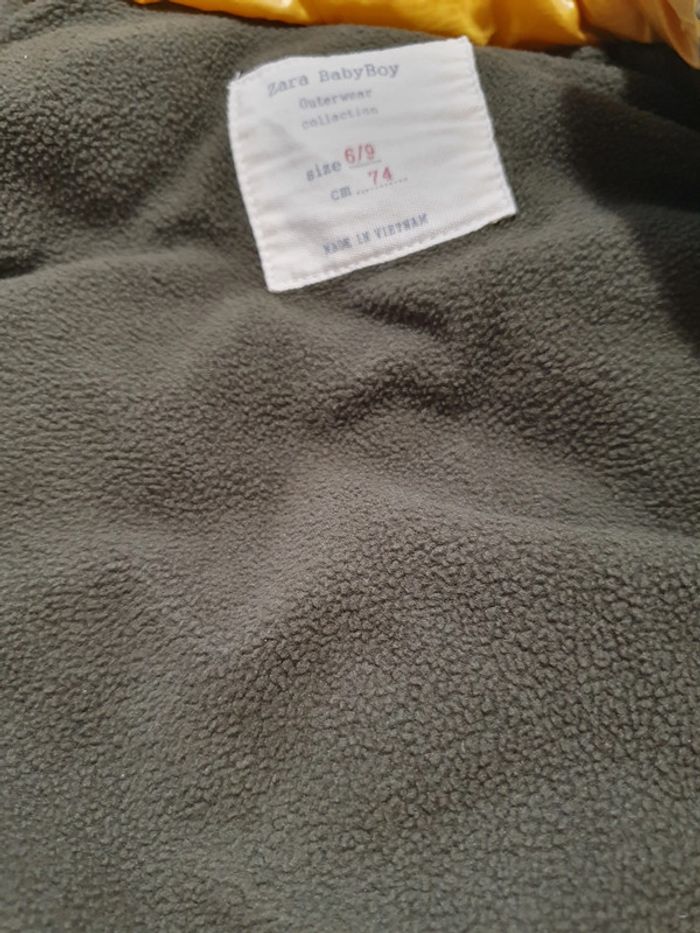 Zara BabyBoy
Outerwear
collection
size 6/9
cm 74
MADE IN VIETNAM